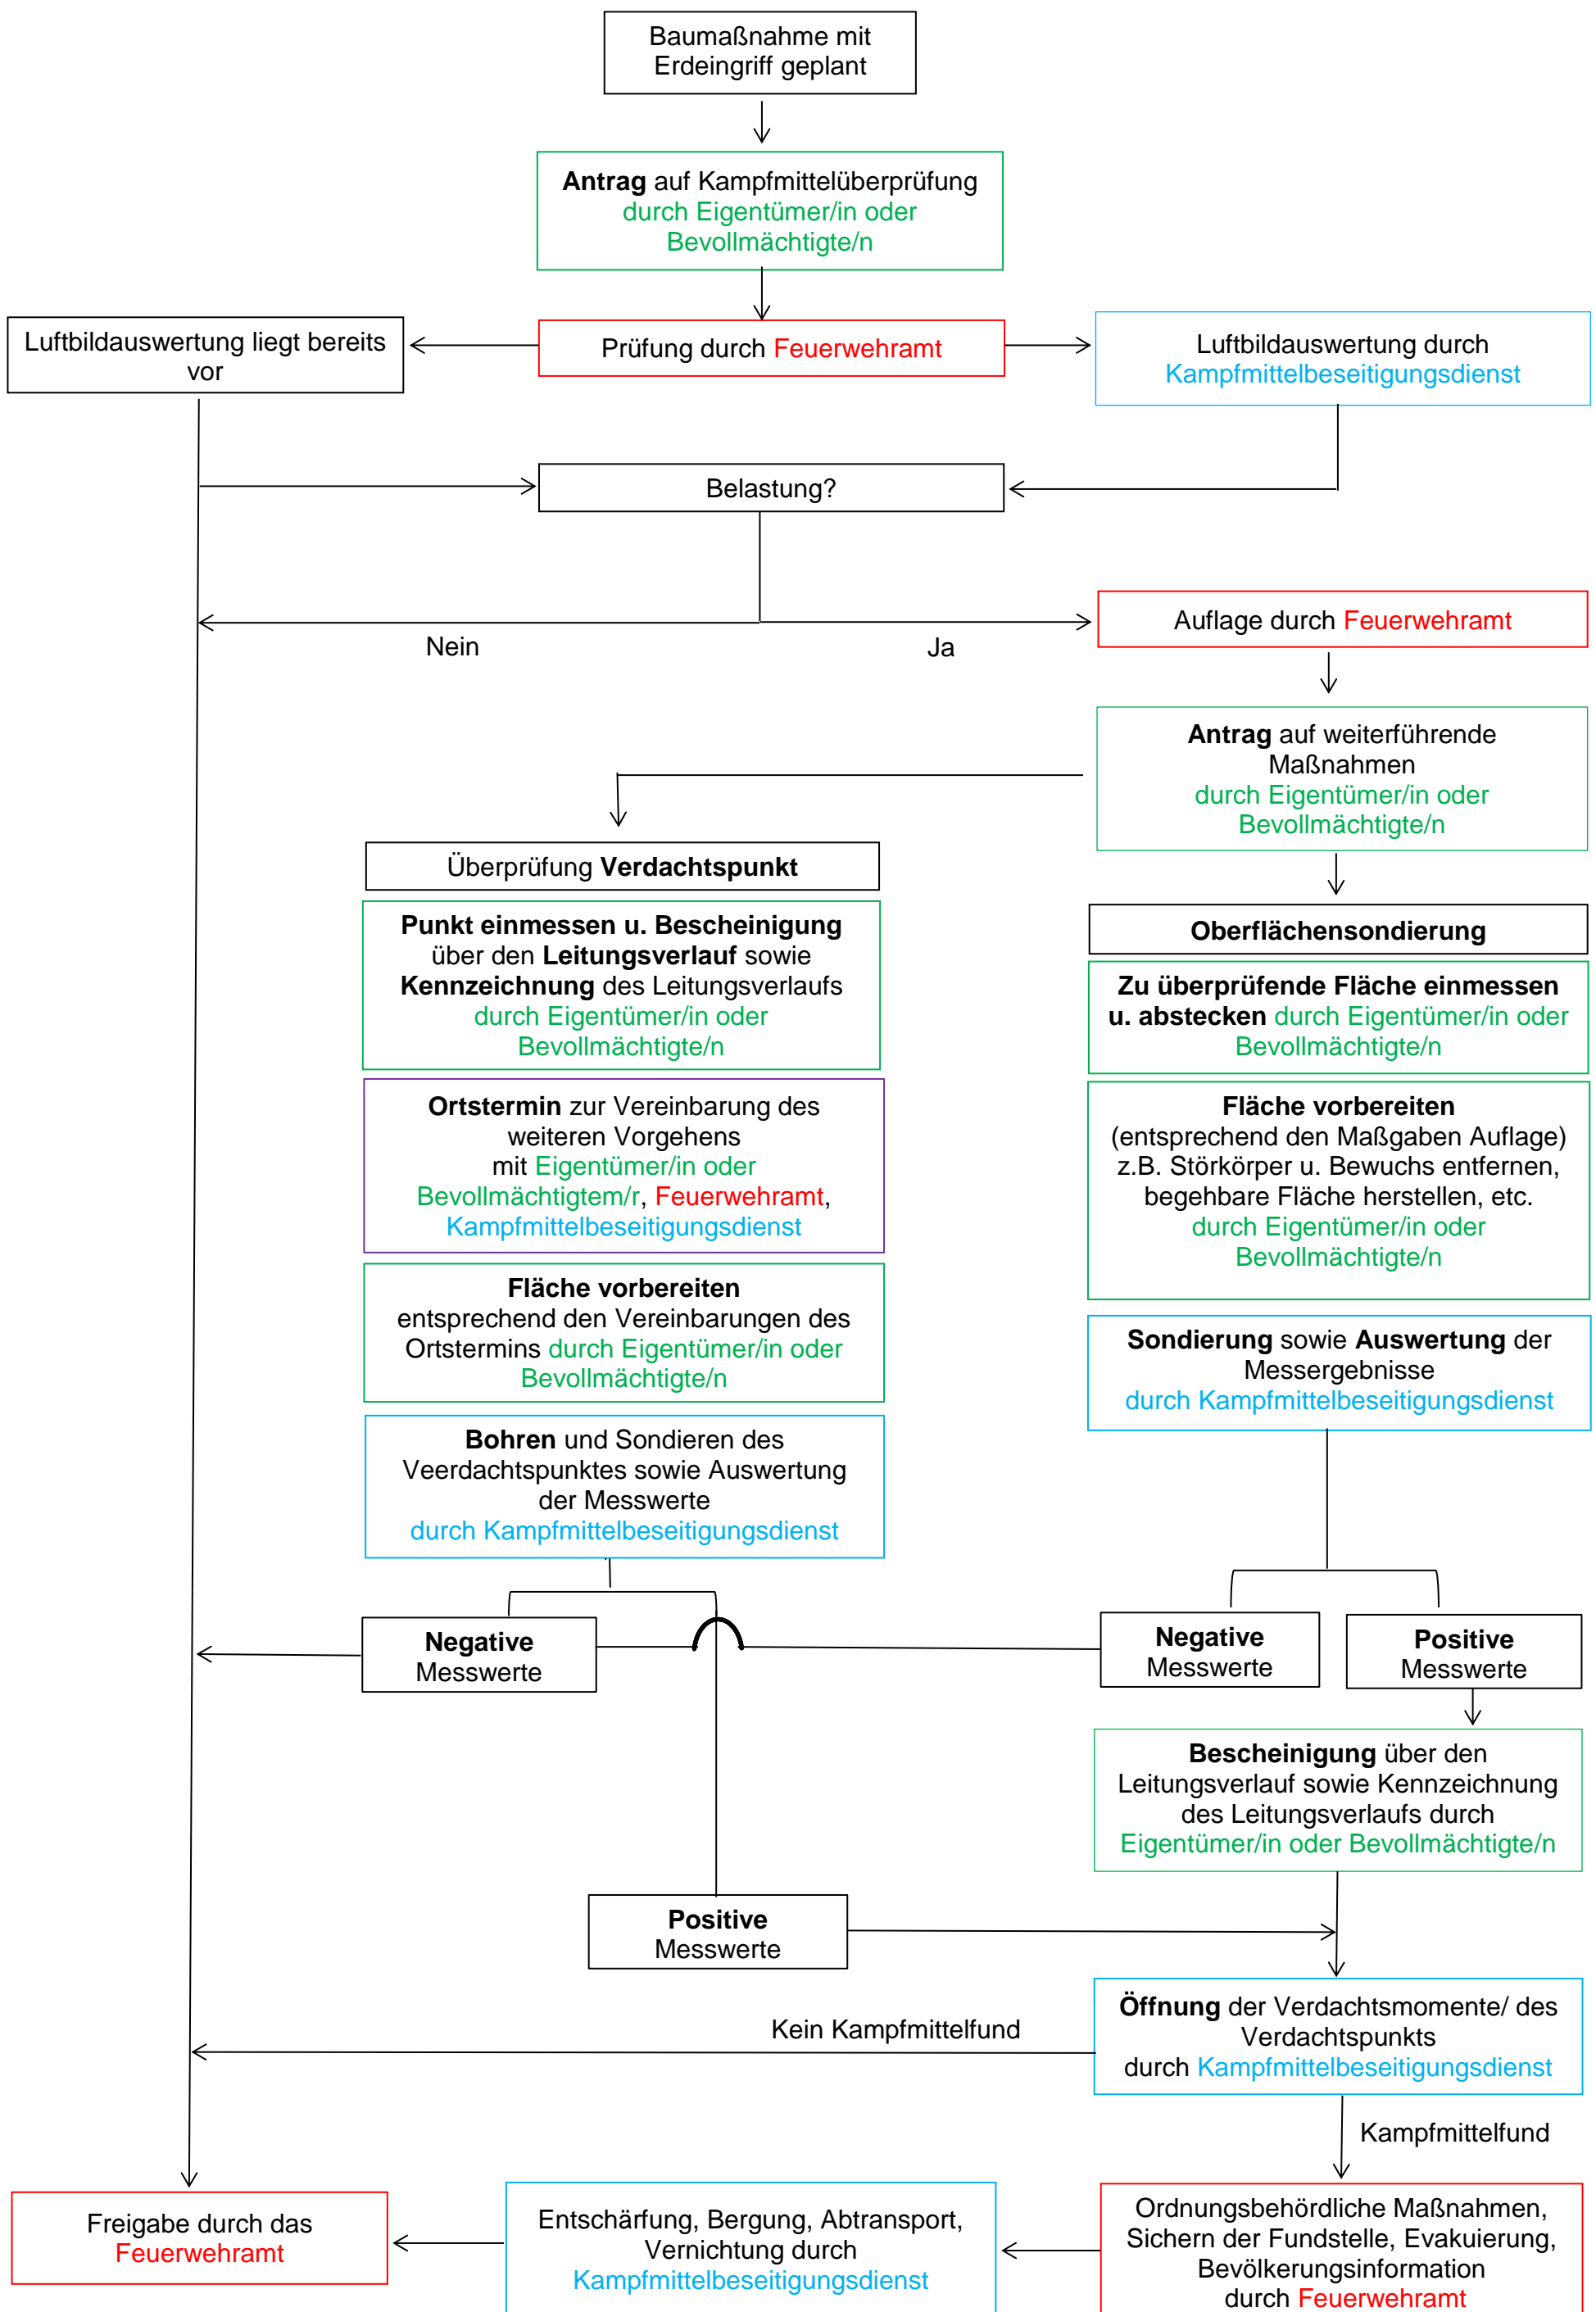 Baumaßnahme mit
Erdeingriff geplant
Antrag auf Kampfmittelüberprüfung
durch Eigentümer/in oder
Bevollmächtigte/n
Luftbildauswertung liegt bereits
vor
Prüfung durch Feuerwehramt
Luftbildauswertung durch
Kampfmittelbeseitigungsdienst
Belastung?
Nein
Ja
Auflage durch Feuerwehramt
Antrag auf weiterführende
Maßnahmen
durch Eigentümer/in oder
Bevollmächtigte/n
Überprüfung Verdachtspunkt
Punkt einmessen u. Bescheinigung
über den Leitungsverlauf sowie
Kennzeichnung des Leitungsverlaufs
durch Eigentümer/in oder
Bevollmächtigte/n
Ortstermin zur Vereinbarung des
weiteren Vorgehens
mit Eigentümer/in oder
Bevollmächtigtem/r, Feuerwehramt,
Kampfmittelbeseitigungsdienst
Fläche vorbereiten
entsprechend den Vereinbarungen des
Ortstermins durch Eigentümer/in oder
Bevollmächtigte/n
Bohren und Sondieren des
Veerdachtspunktes sowie Auswertung
der Messwerte
durch Kampfmittelbeseitigungsdienst
Oberflächensondierung
Zu überprüfende Fläche einmessen
u. abstecken durch Eigentümer/in oder
Bevollmächtigte/n
Fläche vorbereiten
(entsprechend den Maßgaben Auflage)
z.B. Störkörper u. Bewuchs entfernen,
begehbare Fläche herstellen, etc.
durch Eigentümer/in oder
Bevollmächtigte/n
Sondierung sowie Auswertung der
Messergebnisse
durch Kampfmittelbeseitigungsdienst
Negative
Messwerte
Negative
Messwerte
Positive
Messwerte
Bescheinigung über den
Leitungsverlauf sowie Kennzeichnung
des Leitungsverlaufs durch
Eigentümer/in oder Bevollmächtigte/n
Positive
Messwerte
Kein Kampfmittelfund
Öffnung der Verdachtsmomente/ des
Verdachtspunkts
durch Kampfmittelbeseitigungsdienst
Kampfmittelfund
Freigabe durch das
Feuerwehramt
Entschärfung, Bergung, Abtransport,
Vernichtung durch
Kampfmittelbeseitigungsdienst
Ordnungsbehördliche Maßnahmen,
Sichern der Fundstelle, Evakuierung,
Bevölkerungsinformation
durch Feuerwehramt